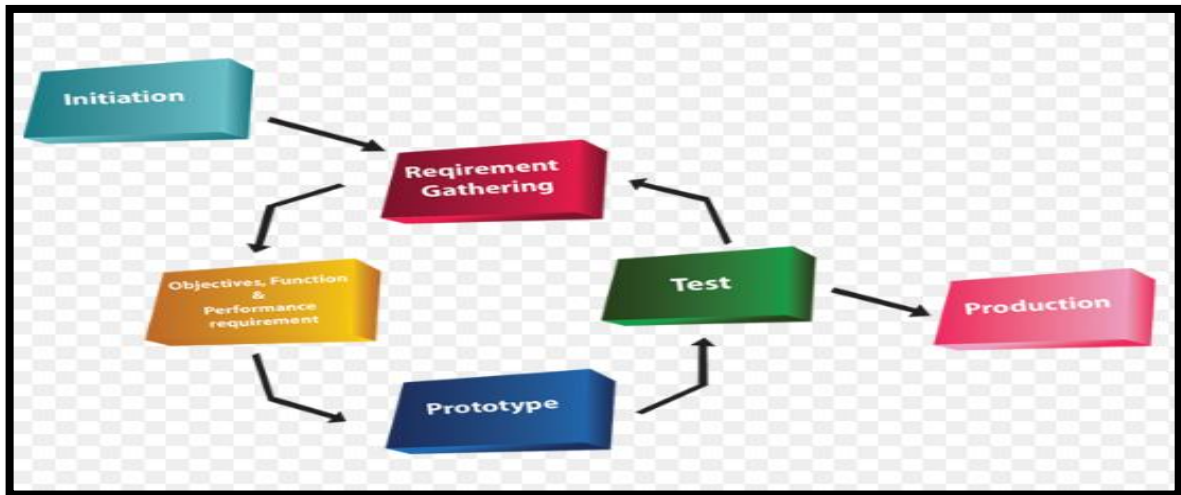 Initiation
Reqirement
Gathering
Objectives, Function
&
Performance
requirement
Test
Production
Prototype